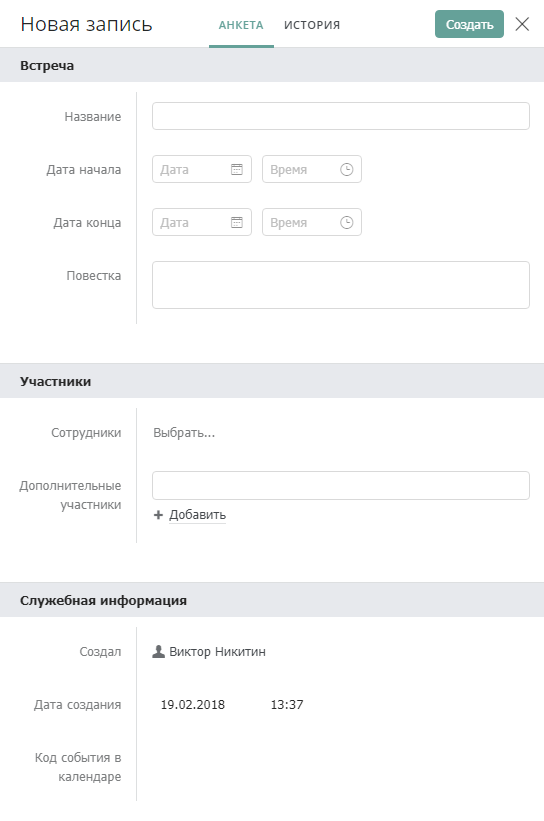 Новая запись
АНКЕТА
ИСТОРИЯ
Создать
Встреча
Название
Дата начала
Дата
Время
Дата конца
Дата
Время
Повестка
Участники
Сотрудники
Выбрать...
Дополнительные
участники
+ Добавить
Служебная информация
Создал
Виктор Никитин
Дата создания
19.02.2018
13:37
Код события в
календаре